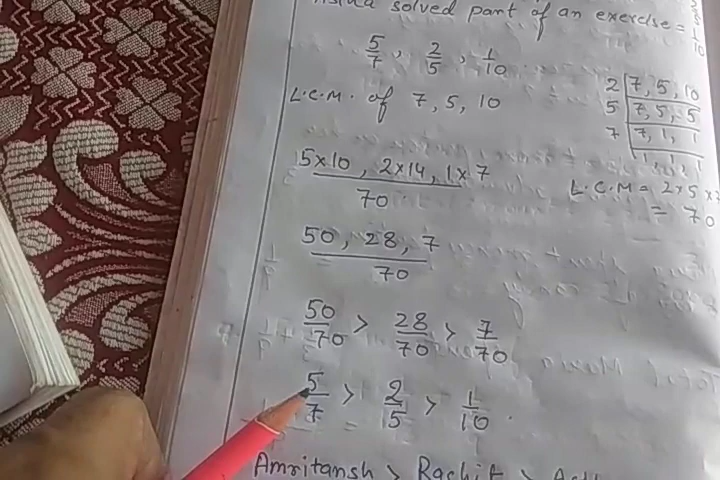 solved part of an exercise = 1/10
5/7, 2/5, 1/10
L.C.M. of 7, 5, 10
2 | 7, 5, 10
5 | 7, 5, 5
7 | 7, 1, 1
1, 1, 1
L.C.M = 2×5×7
= 70
5×10, 2×14, 1×7
70
50, 28, 7
70
50/70 > 28/70 > 7/70
5/7 > 2/5 > 1/10.
Amritansh > Rachit >